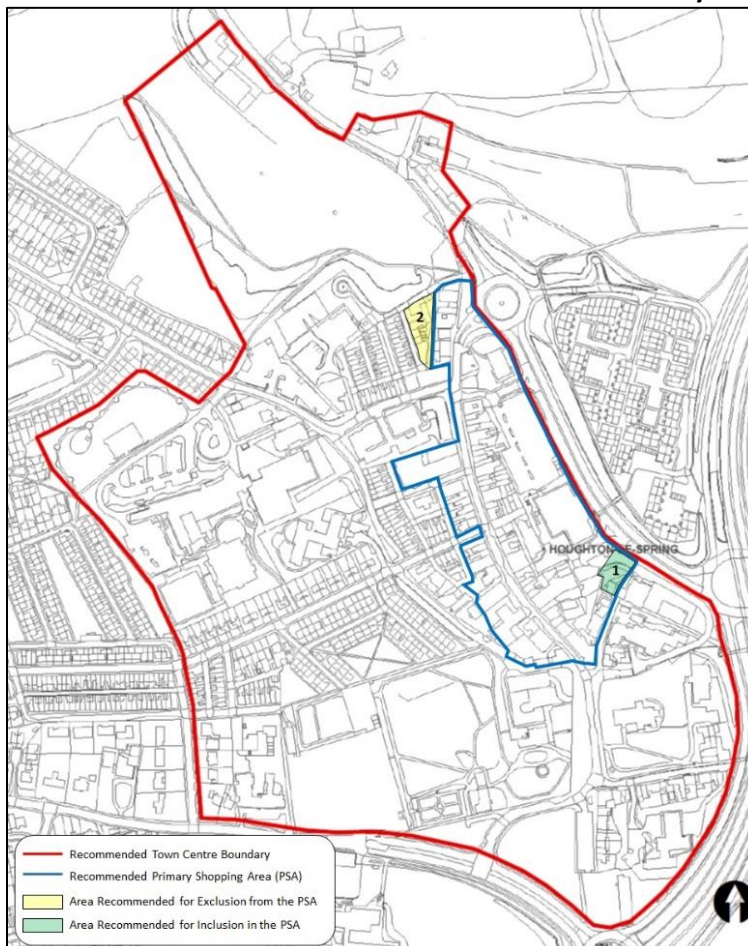 2
HOUGHTON-LE-SPRING
1
Recommended Town Centre Boundary
Recommended Primary Shopping Area (PSA)
Area Recommended for Exclusion from the PSA
Area Recommended for Inclusion in the PSA